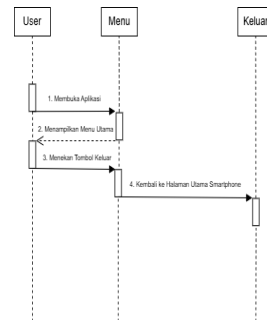 User
Menu
Keluar
1. Membuka Aplikasi
2. Menampilkan Menu Utama
3. Menekan Tombol Keluar
4. Kembali ke Halaman Utama Smartphone